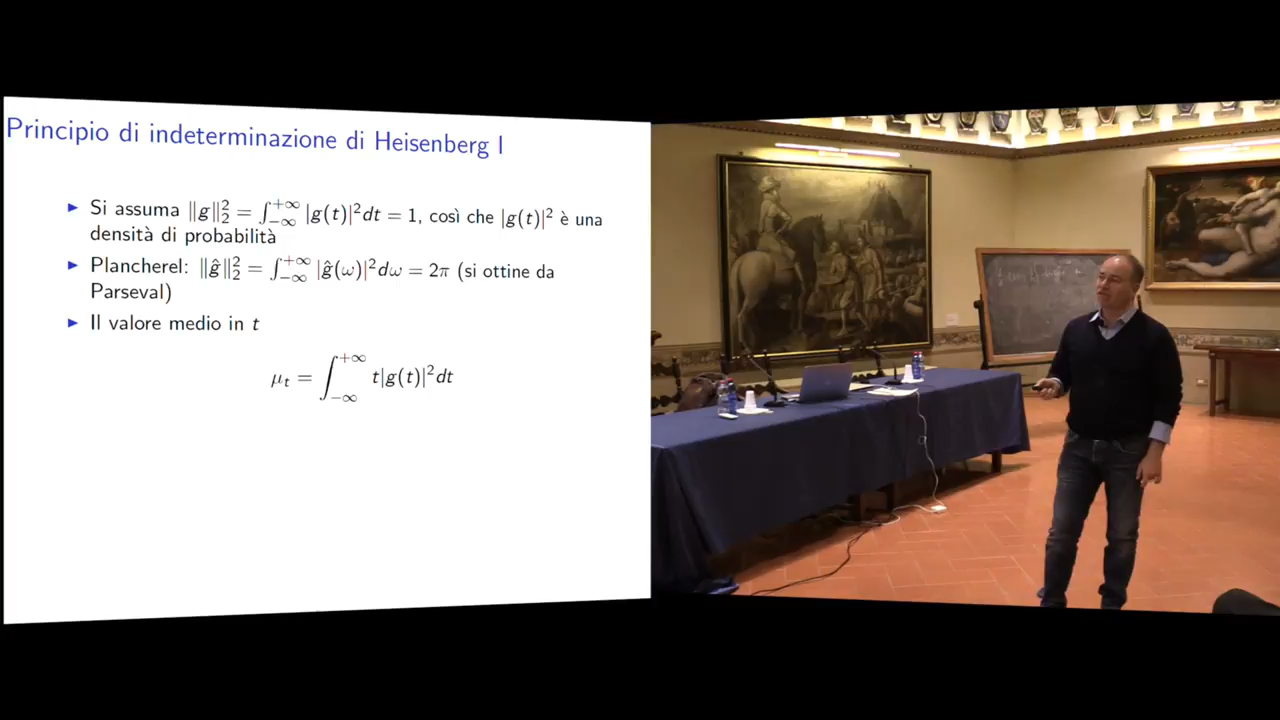 Principio di indeterminazione di Heisenberg I
▶ Si assuma ‖g‖₂² = ∫₋∞⁺∞ |g(t)|²dt = 1, così che |g(t)|² è una
densità di probabilità
▶ Plancherel: ‖ĝ‖₂² = ∫₋∞⁺∞ |ĝ(ω)|²dω = 2π (si ottine da
Parseval)
▶ Il valore medio in t
μₜ = ∫₋∞⁺∞ t|g(t)|²dt